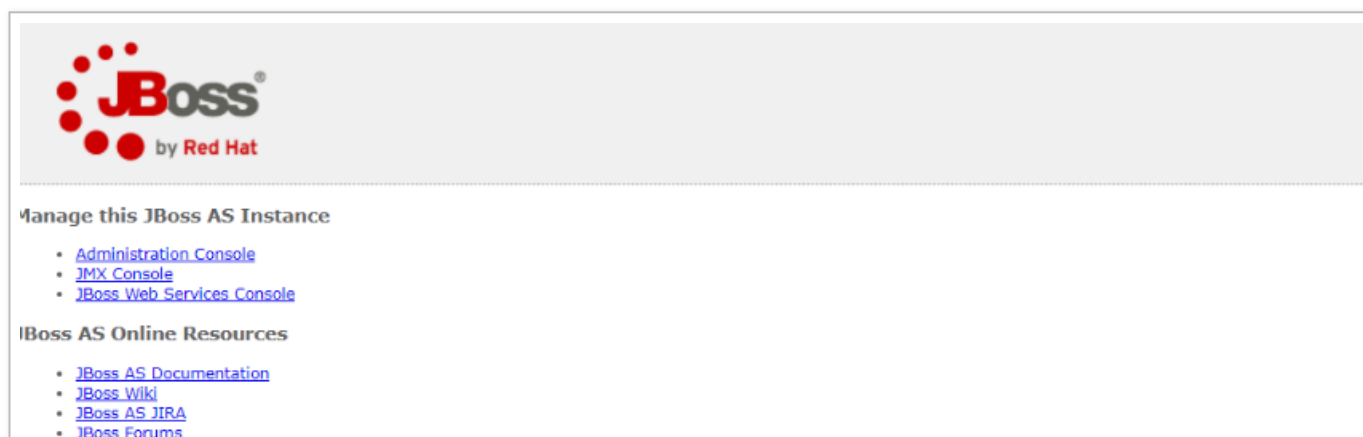 JBoss®
by Red Hat
Manage this JBoss AS Instance
Administration Console
JMX Console
JBoss Web Services Console
JBoss AS Online Resources
JBoss AS Documentation
JBoss Wiki
JBoss AS JIRA
JBoss Forums